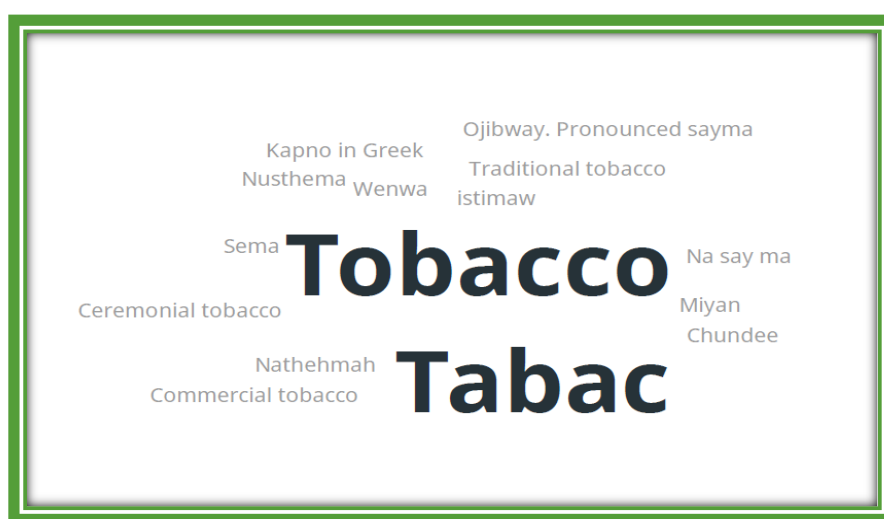 Ojibway. Pronounced sayma
Kapno in Greek
Traditional tobacco
Nusthema
Wenwa
istimaw
Sema
Tobacco
Na say ma
Ceremonial tobacco
Miyan
Chundee
Nathehmah
Tabac
Commercial tobacco